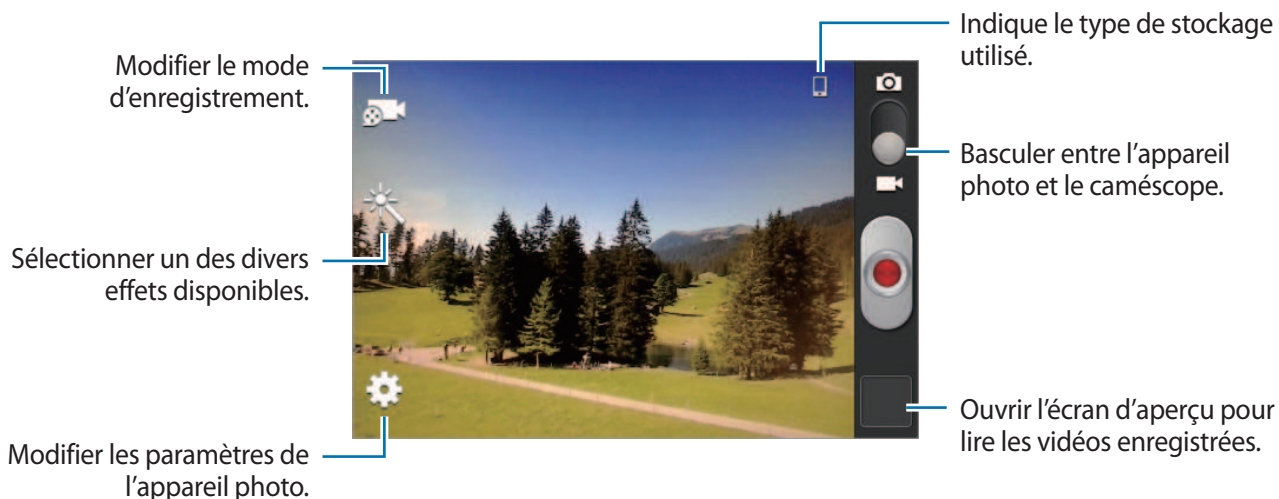 Modifier le mode
d'enregistrement.
Sélectionner un des divers
effets disponibles.
Modifier les paramètres de
l'appareil photo.
Indique le type de stockage
utilisé.
Basculer entre l'appareil
photo et le caméscope.
Ouvrir l'écran d'aperçu pour
lire les vidéos enregistrées.